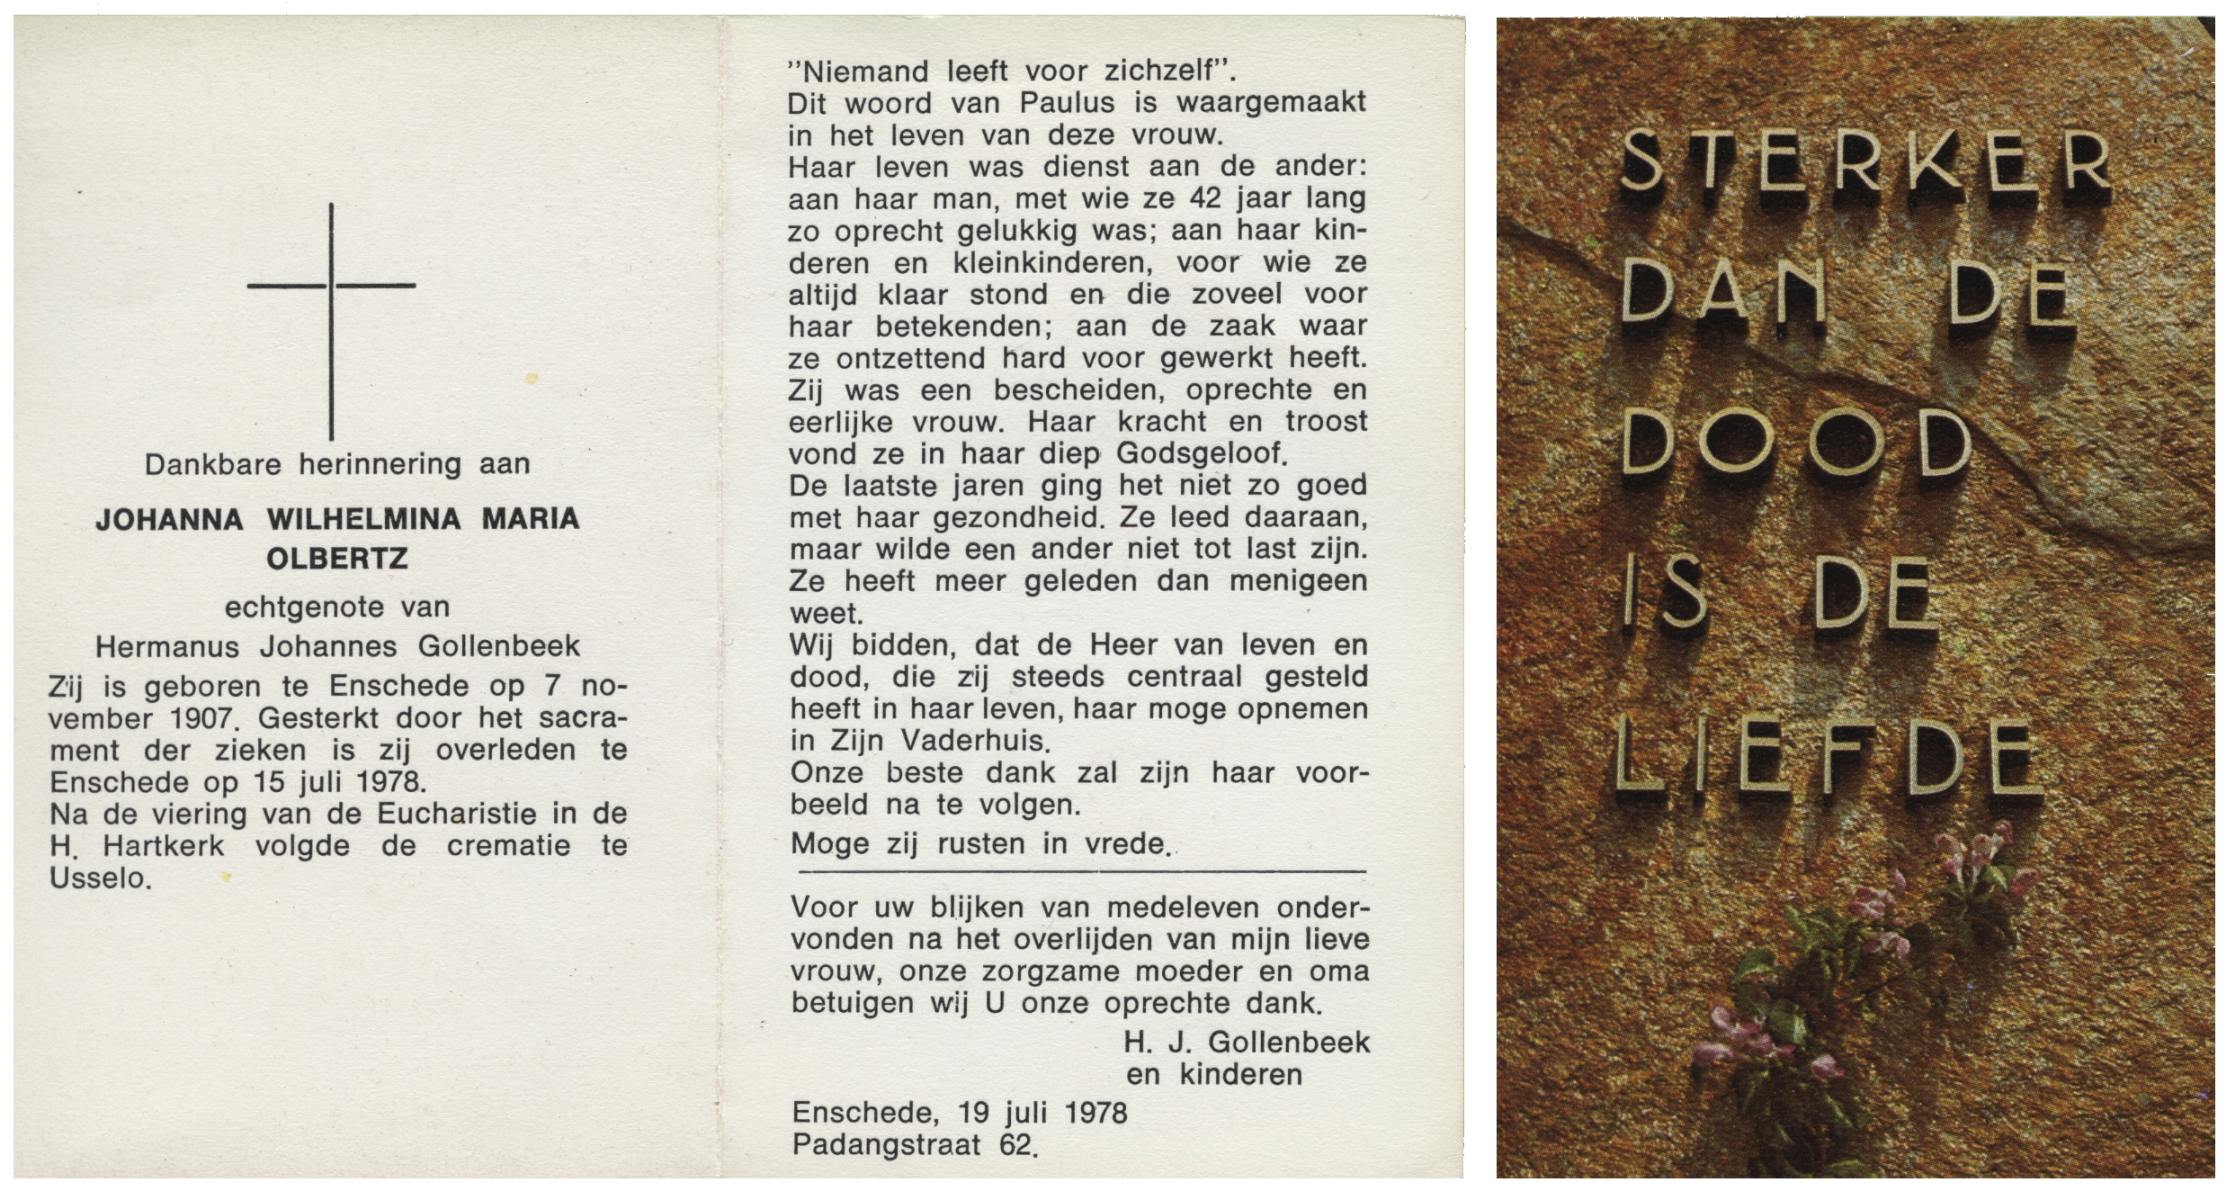 Dankbare herinnering aan
JOHANNA WILHELMINA MARIA
OLBERTZ
echtgenote van
Hermanus Johannes Gollenbeek
Zij is geboren te Enschede op 7 no-
vember 1907. Gesterkt door het sacra-
ment der zieken is zij overleden te
Enschede op 15 juli 1978.
Na de viering van de Eucharistie in de
H. Hartkerk volgde de crematie te
Usselo.
"Niemand leeft voor zichzelf".
Dit woord van Paulus is waargemaakt
in het leven van deze vrouw.
Haar leven was dienst aan de ander:
aan haar man, met wie ze 42 jaar lang
zo oprecht gelukkig was; aan haar kin-
deren en kleinkinderen, voor wie ze
altijd klaar stond en die zoveel voor
haar betekenden; aan de zaak waar
ze ontzettend hard voor gewerkt heeft.
Zij was een bescheiden, oprechte en
eerlijke vrouw. Haar kracht en troost
vond ze in haar diep Godsgeloof.
De laatste jaren ging het niet zo goed
met haar gezondheid. Ze leed daaraan,
maar wilde een ander niet tot last zijn.
Ze heeft meer geleden dan menigeen
weet.
Wij bidden, dat de Heer van leven en
dood, die zij steeds centraal gesteld
heeft in haar leven, haar moge opnemen
in Zijn Vaderhuis.
Onze beste dank zal zijn haar voor-
beeld na te volgen.
Moge zij rusten in vrede.
Voor uw blijken van medeleven onder-
vonden na het overlijden van mijn lieve
vrouw, onze zorgzame moeder en oma
betuigen wij U onze oprechte dank.
H. J. Gollenbeek
en kinderen
Enschede, 19 juli 1978
Padangstraat 62.
STERKER
DAN DE
DOOD
IS DE
LIEFDE